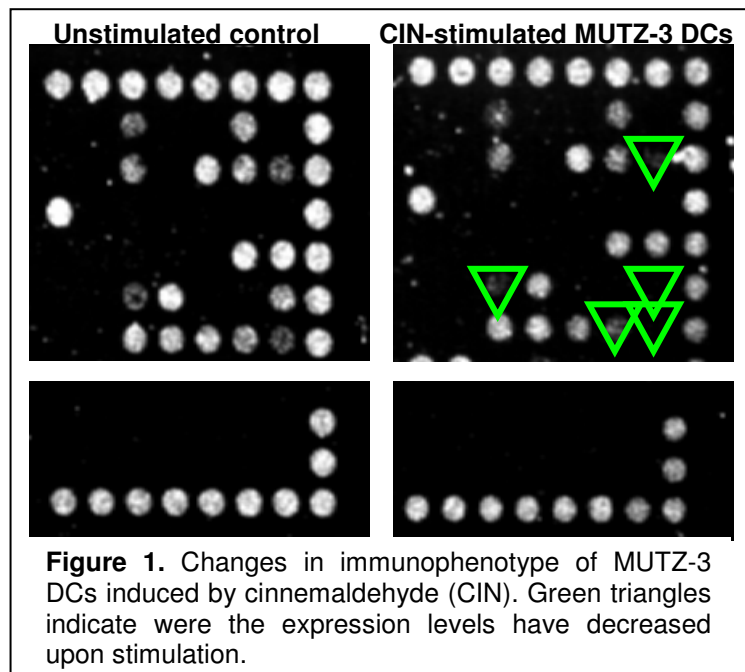 Unstimulated control CIN-stimulated MUTZ-3 DCs
Figure 1. Changes in immunophenotype of MUTZ-3
DCs induced by cinnemaldehyde (CIN). Green triangles
indicate were the expression levels have decreased
upon stimulation.